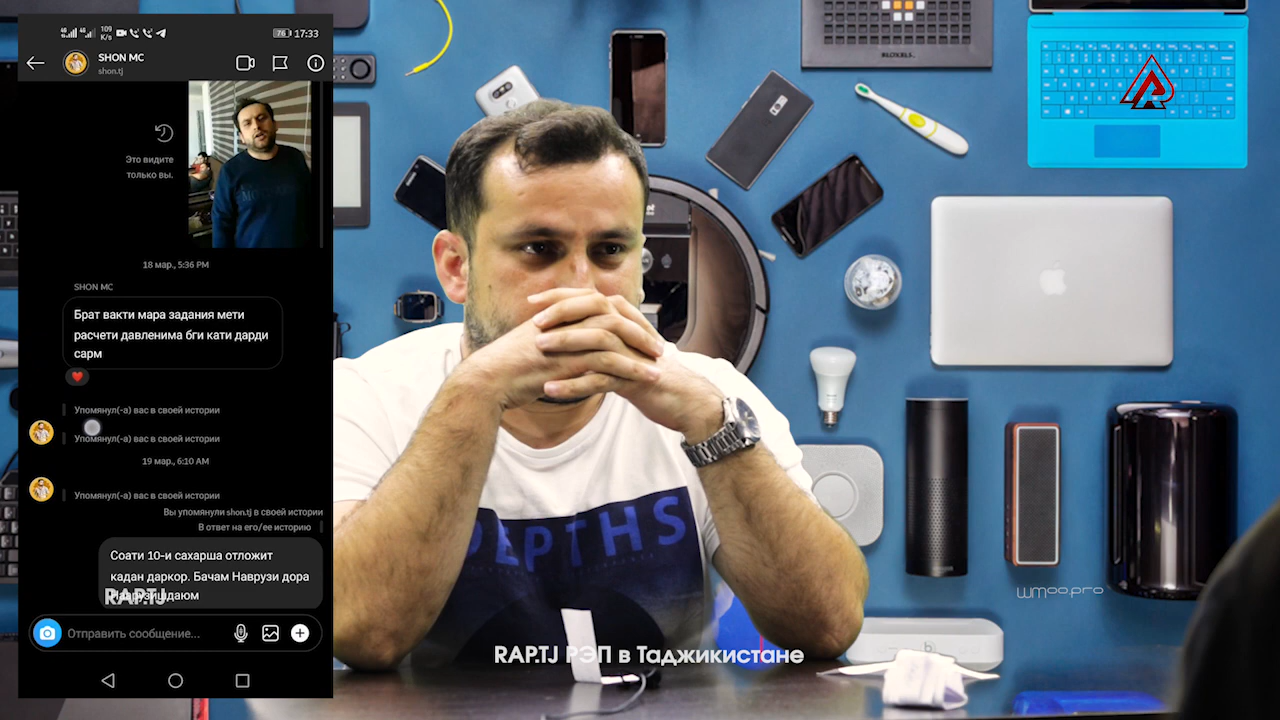 109
K/s
76
17:33
SHON MC
shon.tj
Это видите
только вы.
18 мар., 5:36 PM
SHON MC
Брат вакти мара задания мети
расчети давленима бги кати дарди
сарм
Упомянул(-а) вас в своей истории
Упомянул(-а) вас в своей истории
19 мар., 6:10 AM
Упомянул(-а) вас в своей истории
Вы упомянули shon.tj в своей истории
В ответ на его/ее историю
Соати 10-и сахарша отложит
кадан даркор. Бачам Наврузи дора
RAP.TJ
Отправить сообщение...
DEPTHS
wmoo.pro
RAP.TJ РЭП в Таджикистане